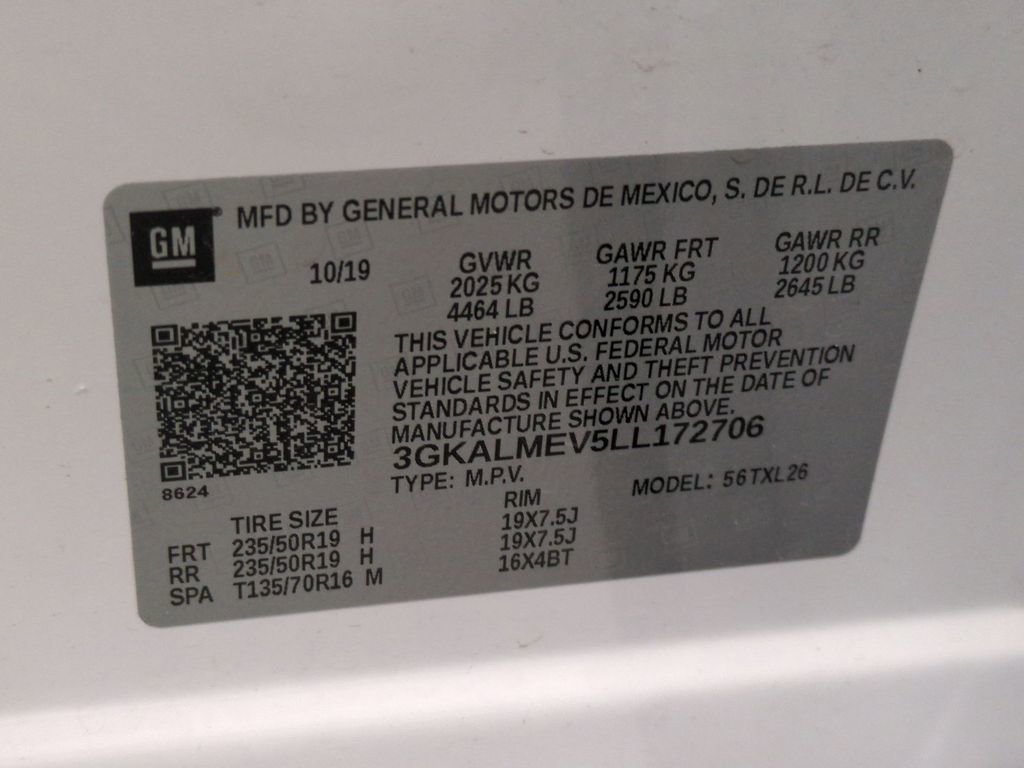 MFD BY GENERAL MOTORS DE MEXICO, S. DE R.L. DE C.V.
GM
10/19
GVWR
2025 KG
4464 LB
GAWR FRT
1175 KG
2590 LB
GAWR RR
1200 KG
2645 LB
THIS VEHICLE CONFORMS TO ALL
APPLICABLE U.S. FEDERAL MOTOR
VEHICLE SAFETY AND THEFT PREVENTION
STANDARDS IN EFFECT ON THE DATE OF
MANUFACTURE SHOWN ABOVE.
3GKALMEV5LL172706
TYPE: M.P.V.
MODEL: 56TXL26
8624
TIRE SIZE
RIM
FRT 235/50R19 H 19X7.5J
RR 235/50R19 H 19X7.5J
SPA T135/70R16 M 16X4BT